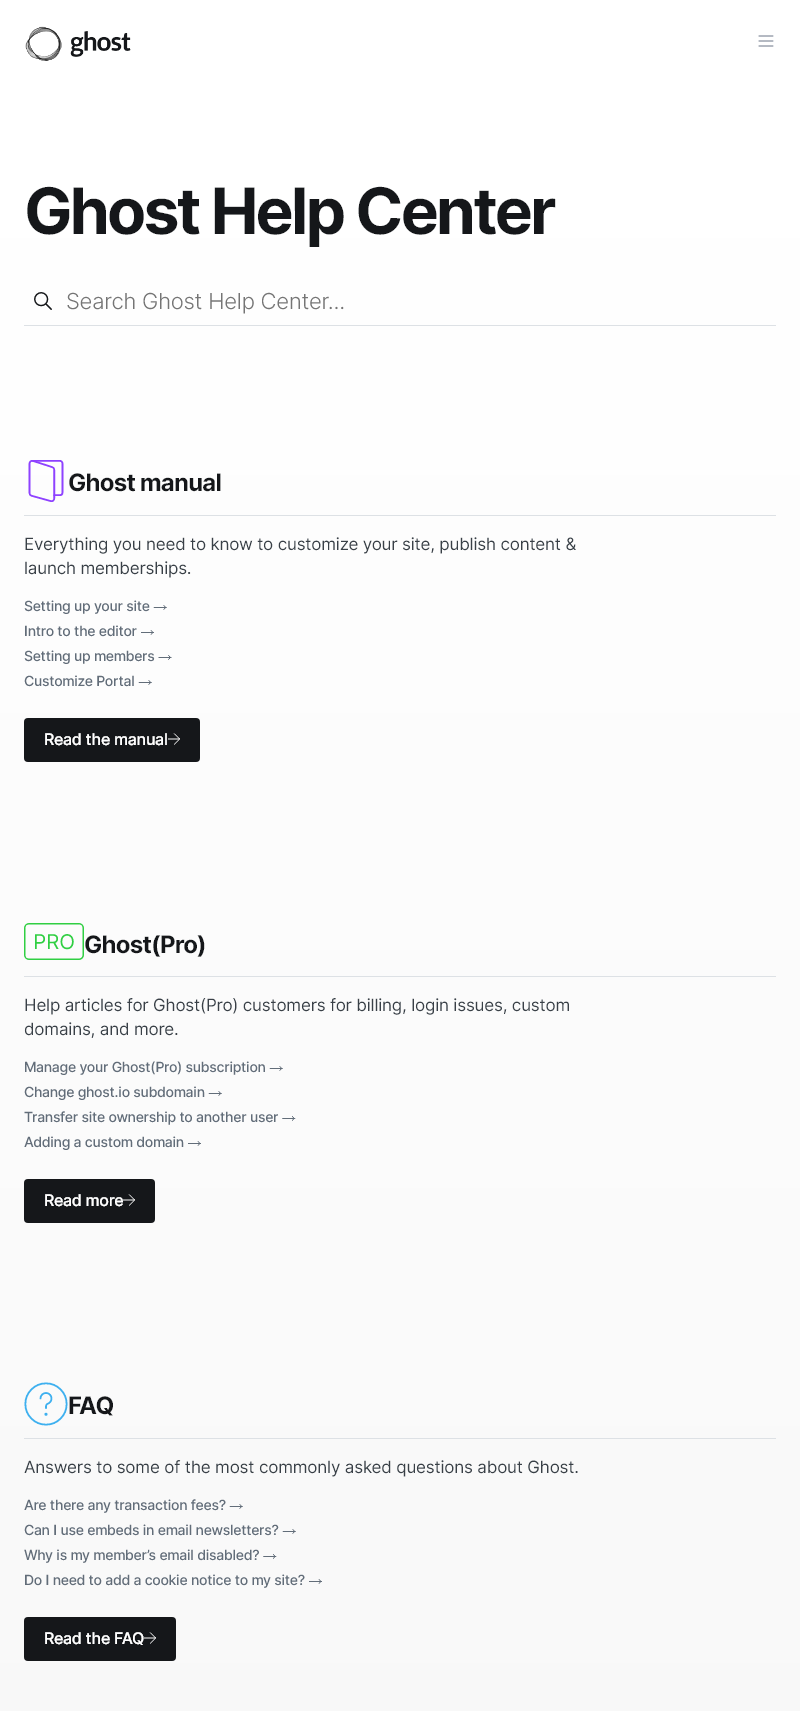 ghost
Ghost Help Center
Search Ghost Help Center...
Ghost manual
Everything you need to know to customize your site, publish content &
launch memberships.
Setting up your site →
Intro to the editor →
Setting up members →
Customize Portal →
Read the manual→
PRO Ghost(Pro)
Help articles for Ghost(Pro) customers for billing, login issues, custom
domains, and more.
Manage your Ghost(Pro) subscription →
Change ghost.io subdomain →
Transfer site ownership to another user →
Adding a custom domain →
Read more→
? FAQ
Answers to some of the most commonly asked questions about Ghost.
Are there any transaction fees? →
Can I use embeds in email newsletters? →
Why is my member’s email disabled? →
Do I need to add a cookie notice to my site? →
Read the FAQ→